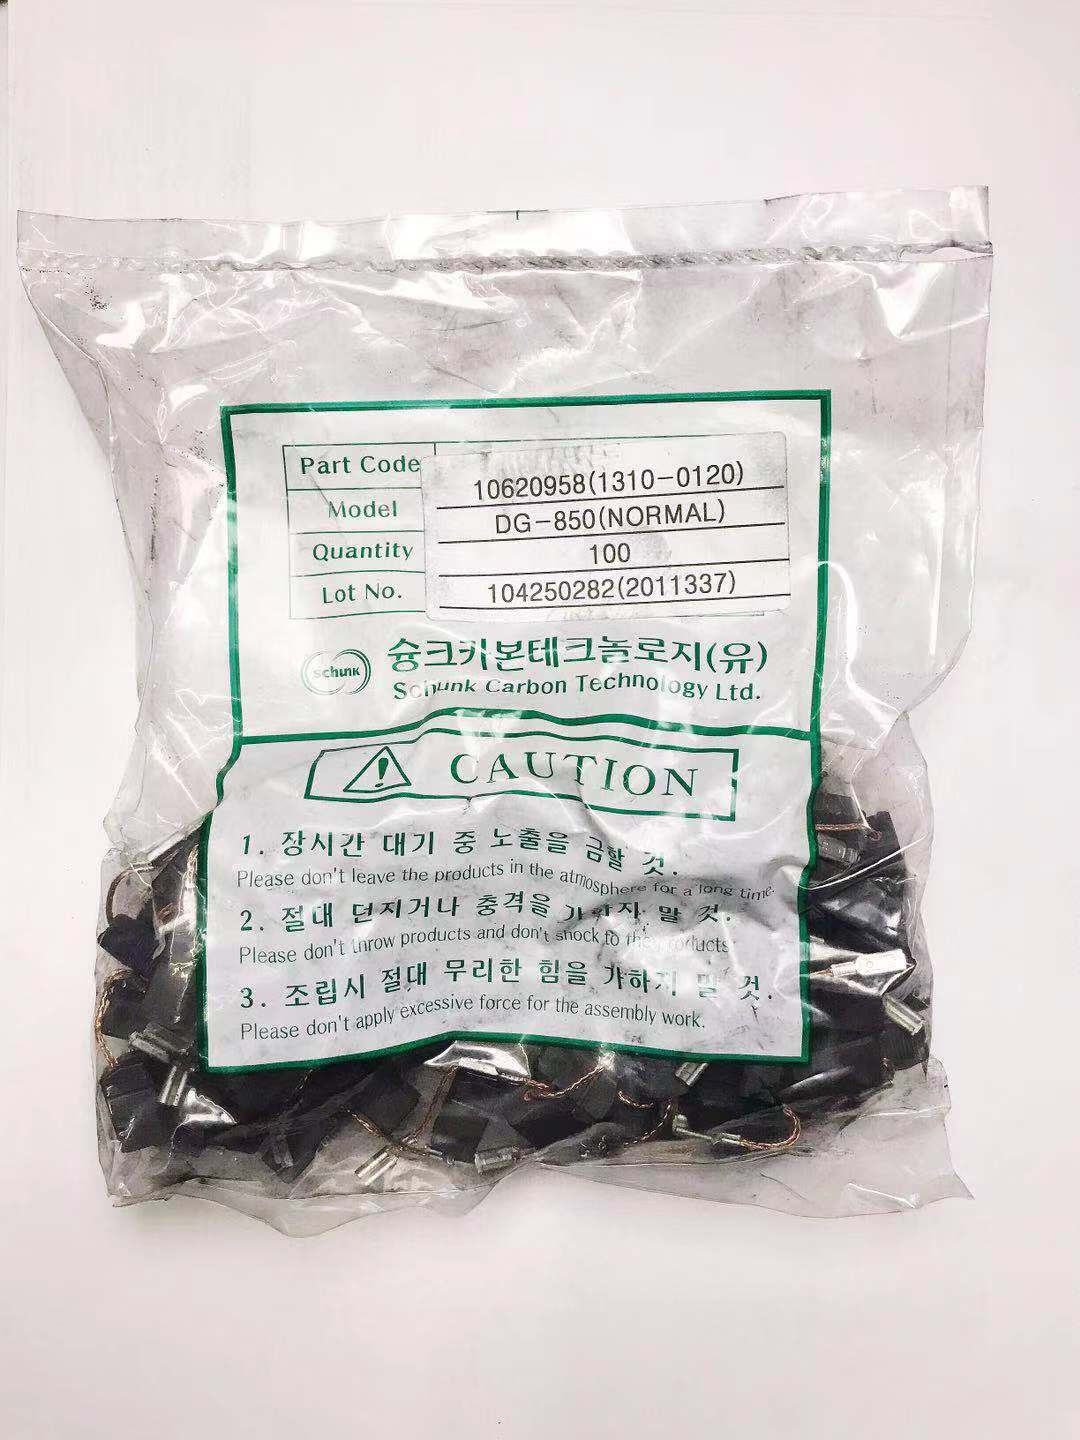 Part Code 10620958(1310-0120)
Model DG-850(NORMAL)
Quantity 100
Lot No. 104250282(2011337)
schunk 슝크카본테크놀로지(유)
Schunk Carbon Technology Ltd.
CAUTION
1. 장시간 대기 중 노출을 금할 것.
Please don't leave the products in the atmosphere for a long time.
2. 절대 던지거나 충격을 말 것.
Please don't throw products and don't shock to the products
3. 조립시 절대 무리한 힘을 가하지 말 것.
Please don't apply excessive force for the assembly work.